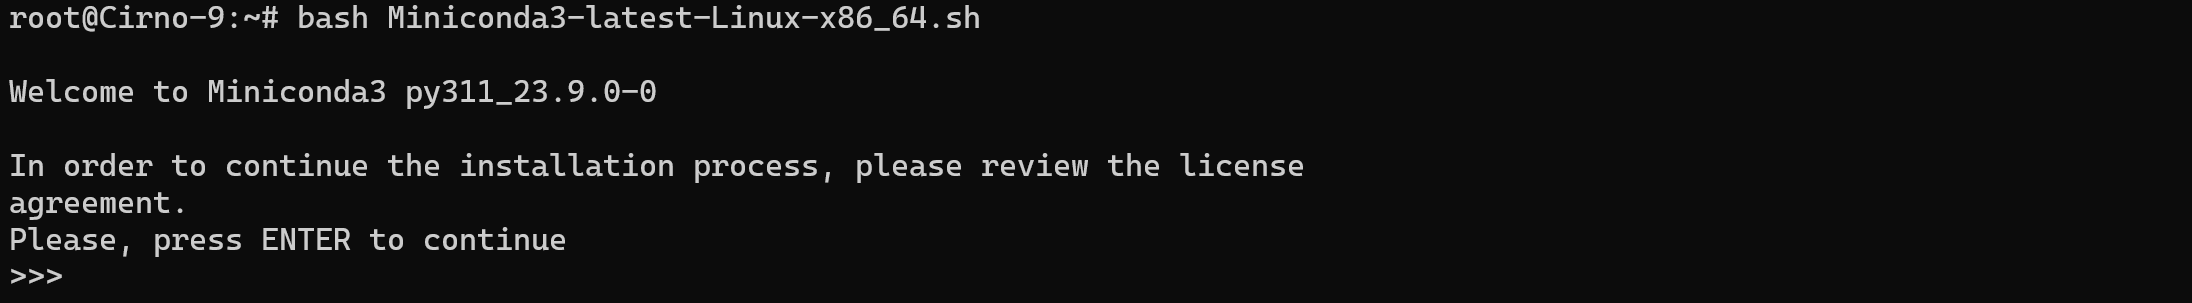 root@Cirno-9:~# bash Miniconda3-latest-Linux-x86_64.sh
Welcome to Miniconda3 py311_23.9.0-0
In order to continue the installation process, please review the license
agreement.
Please, press ENTER to continue
>>>